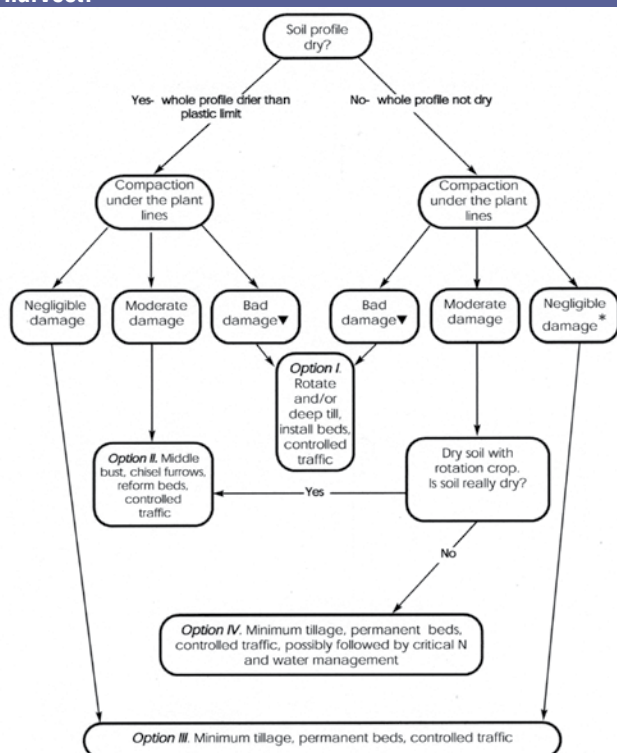 Soil profile
dry?
Yes- whole profile drier than
plastic limit
No- whole profile not dry
Compaction
under the plant
lines
Compaction
under the plant
lines
Negligible
damage
Moderate
damage
Bad
damage▼
Bad
damage▼
Moderate
damage
Negligible
damage*
Option I.
Rotate
and/or
deep till,
install beds,
controlled
traffic
Option II. Middle
bust, chisel furrows,
reform beds,
controlled
traffic
Dry soil with
rotation crop.
Is soil really dry?
Yes
No
Option IV. Minimum tillage, permanent beds,
controlled traffic, possibly followed by critical N
and water management
Option III. Minimum tillage, permanent beds, controlled traffic